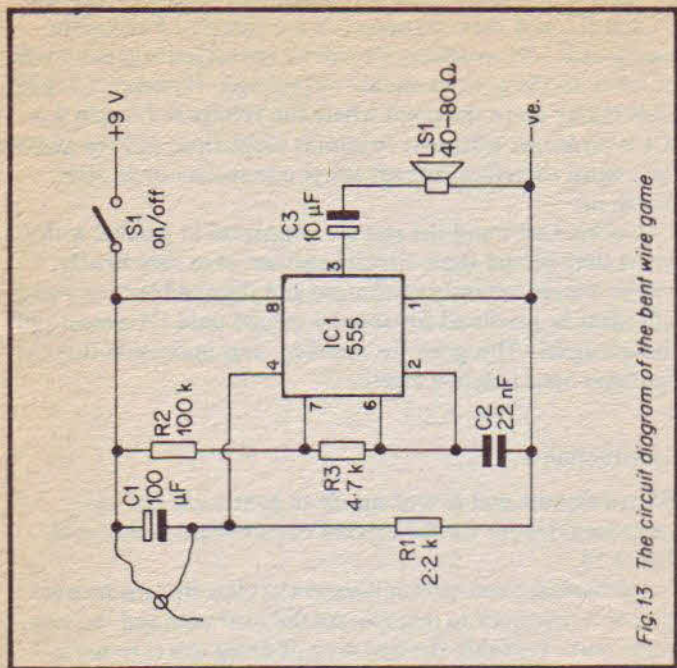 +9 V
S1
on/off
C1
100
µF
R2
100 k
R3
4·7 k
R1
2·2 k
C2
22 nF
4
8
7
6
2
1
3
IC1
555
C3
10 µF
LS1
40–80Ω
–ve.
Fig.13 The circuit diagram of the bent wire game